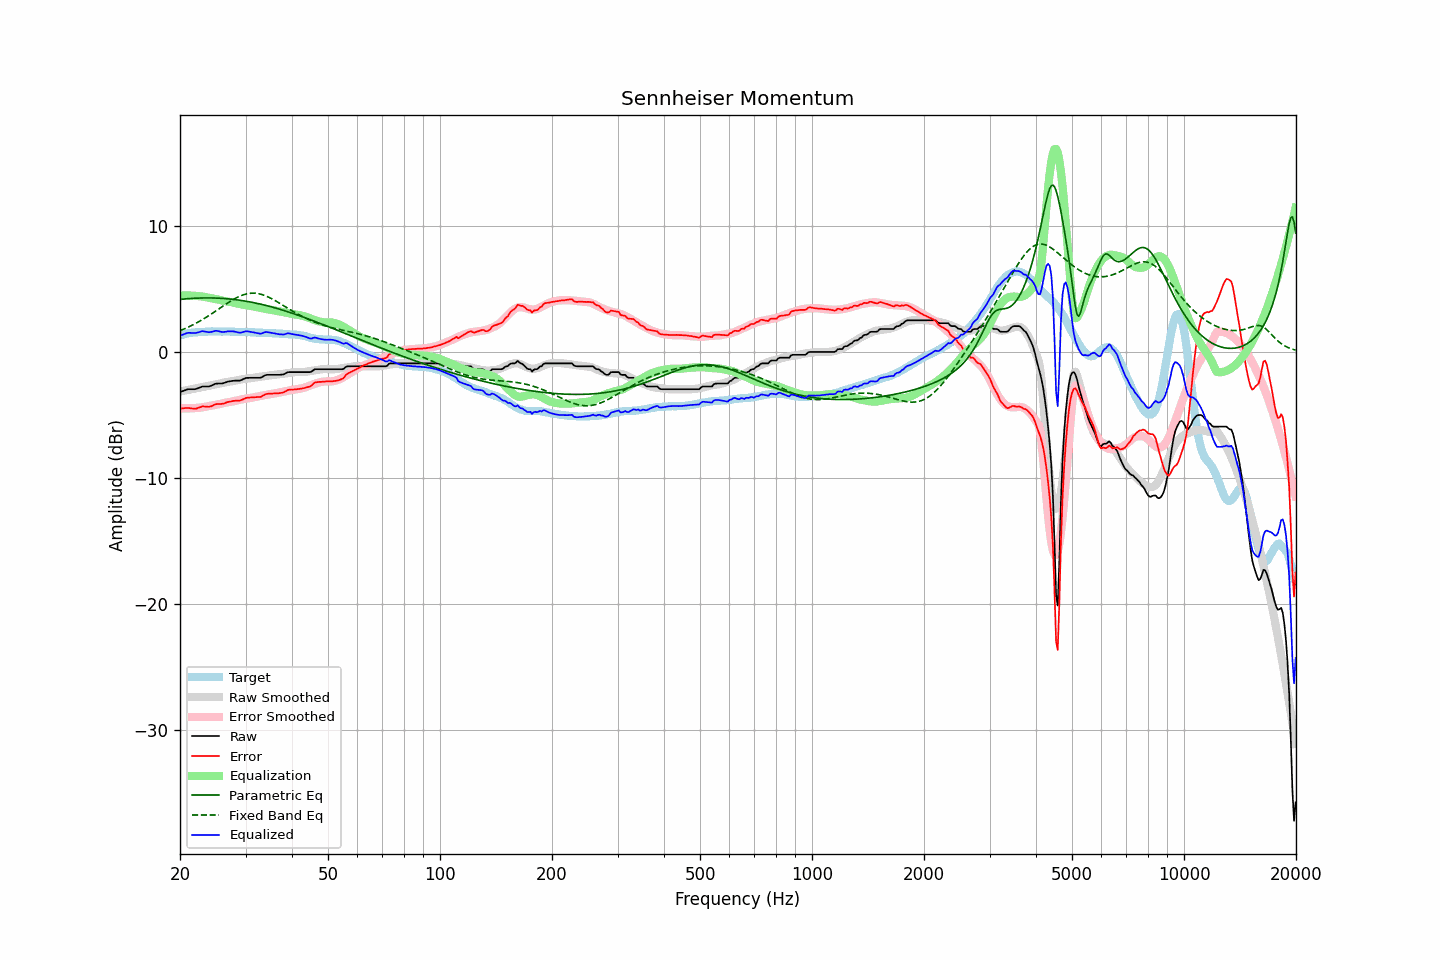 Sennheiser Momentum
Amplitude (dBr)
10
0
−10
−20
−30
Target
Raw Smoothed
Error Smoothed
Raw
Error
Equalization
Parametric Eq
Fixed Band Eq
Equalized
20 50 100 200 500 1000 2000 5000 10000 20000
Frequency (Hz)